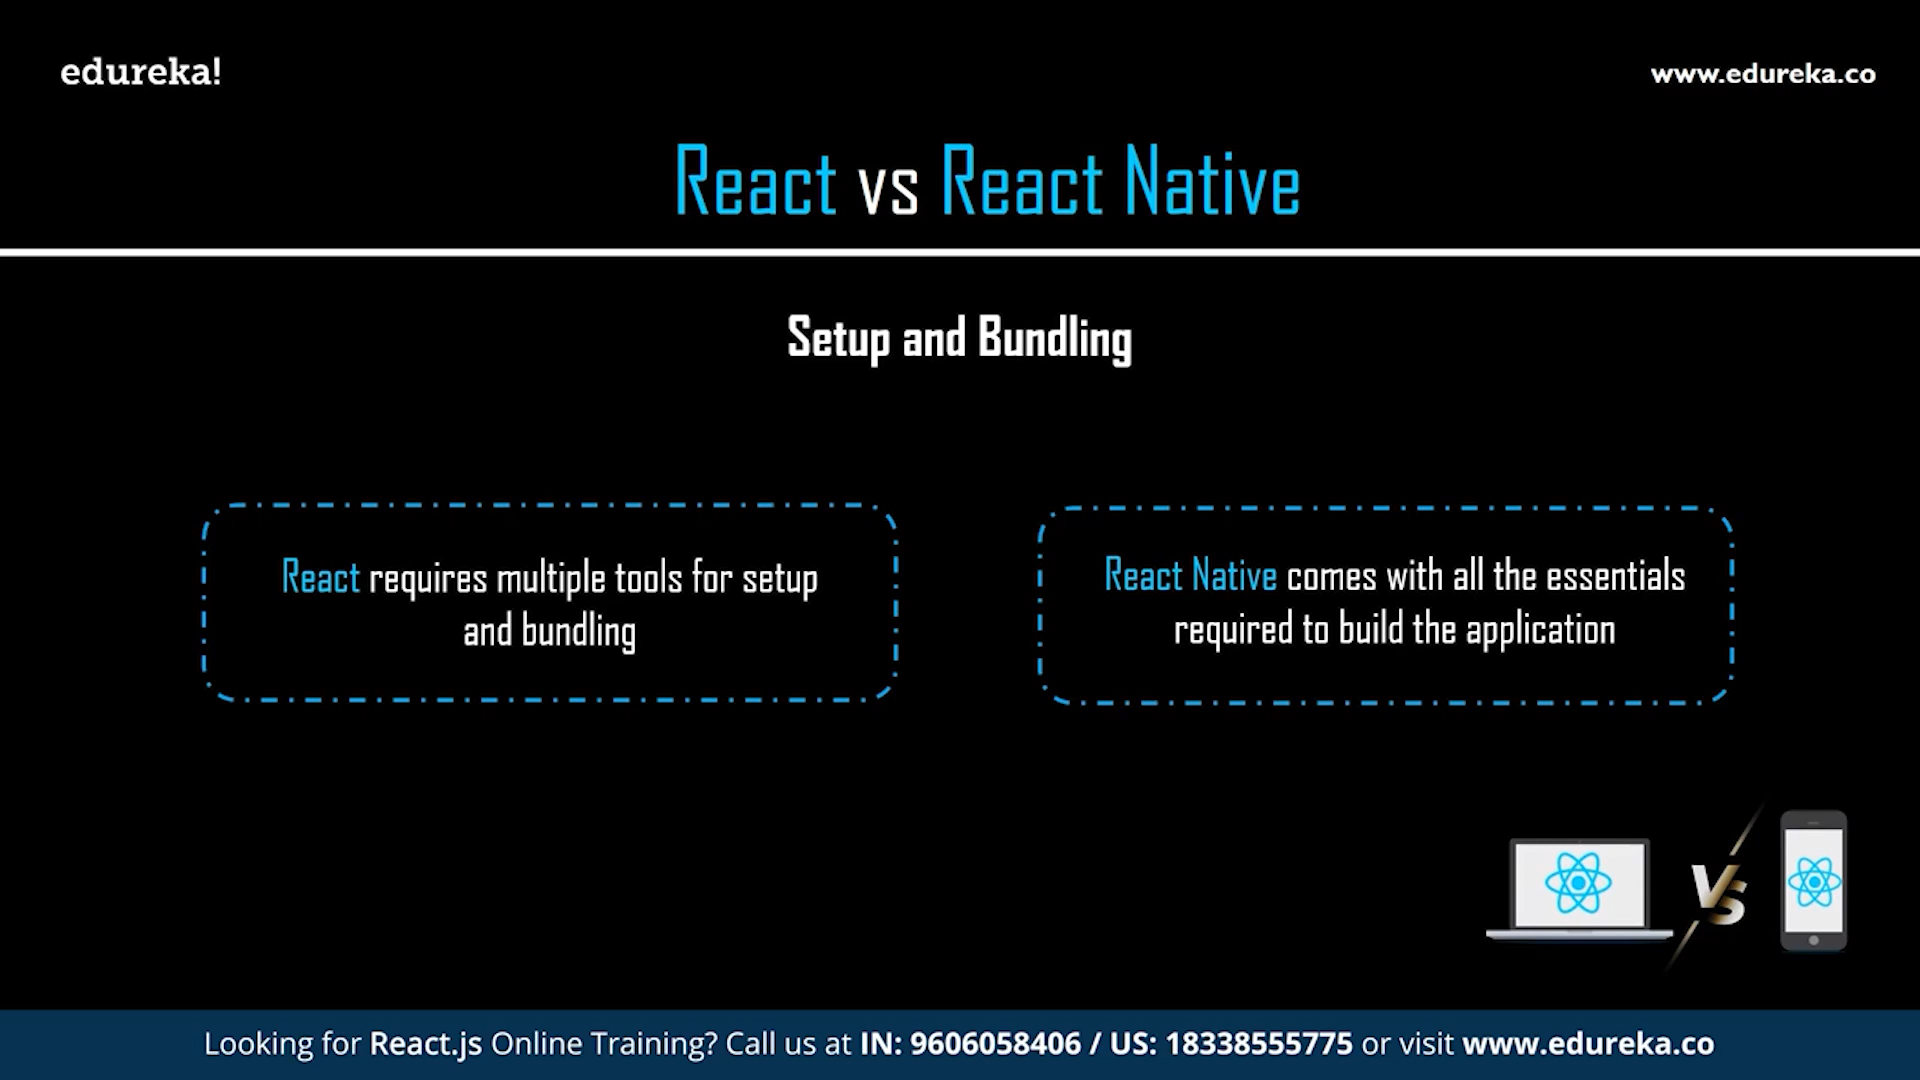 edureka!
www.edureka.co
React vs React Native
Setup and Bundling
React requires multiple tools for setup
and bundling
React Native comes with all the essentials
required to build the application
VS
Looking for React.js Online Training? Call us at IN: 9606058406 / US: 18338555775 or visit www.edureka.co